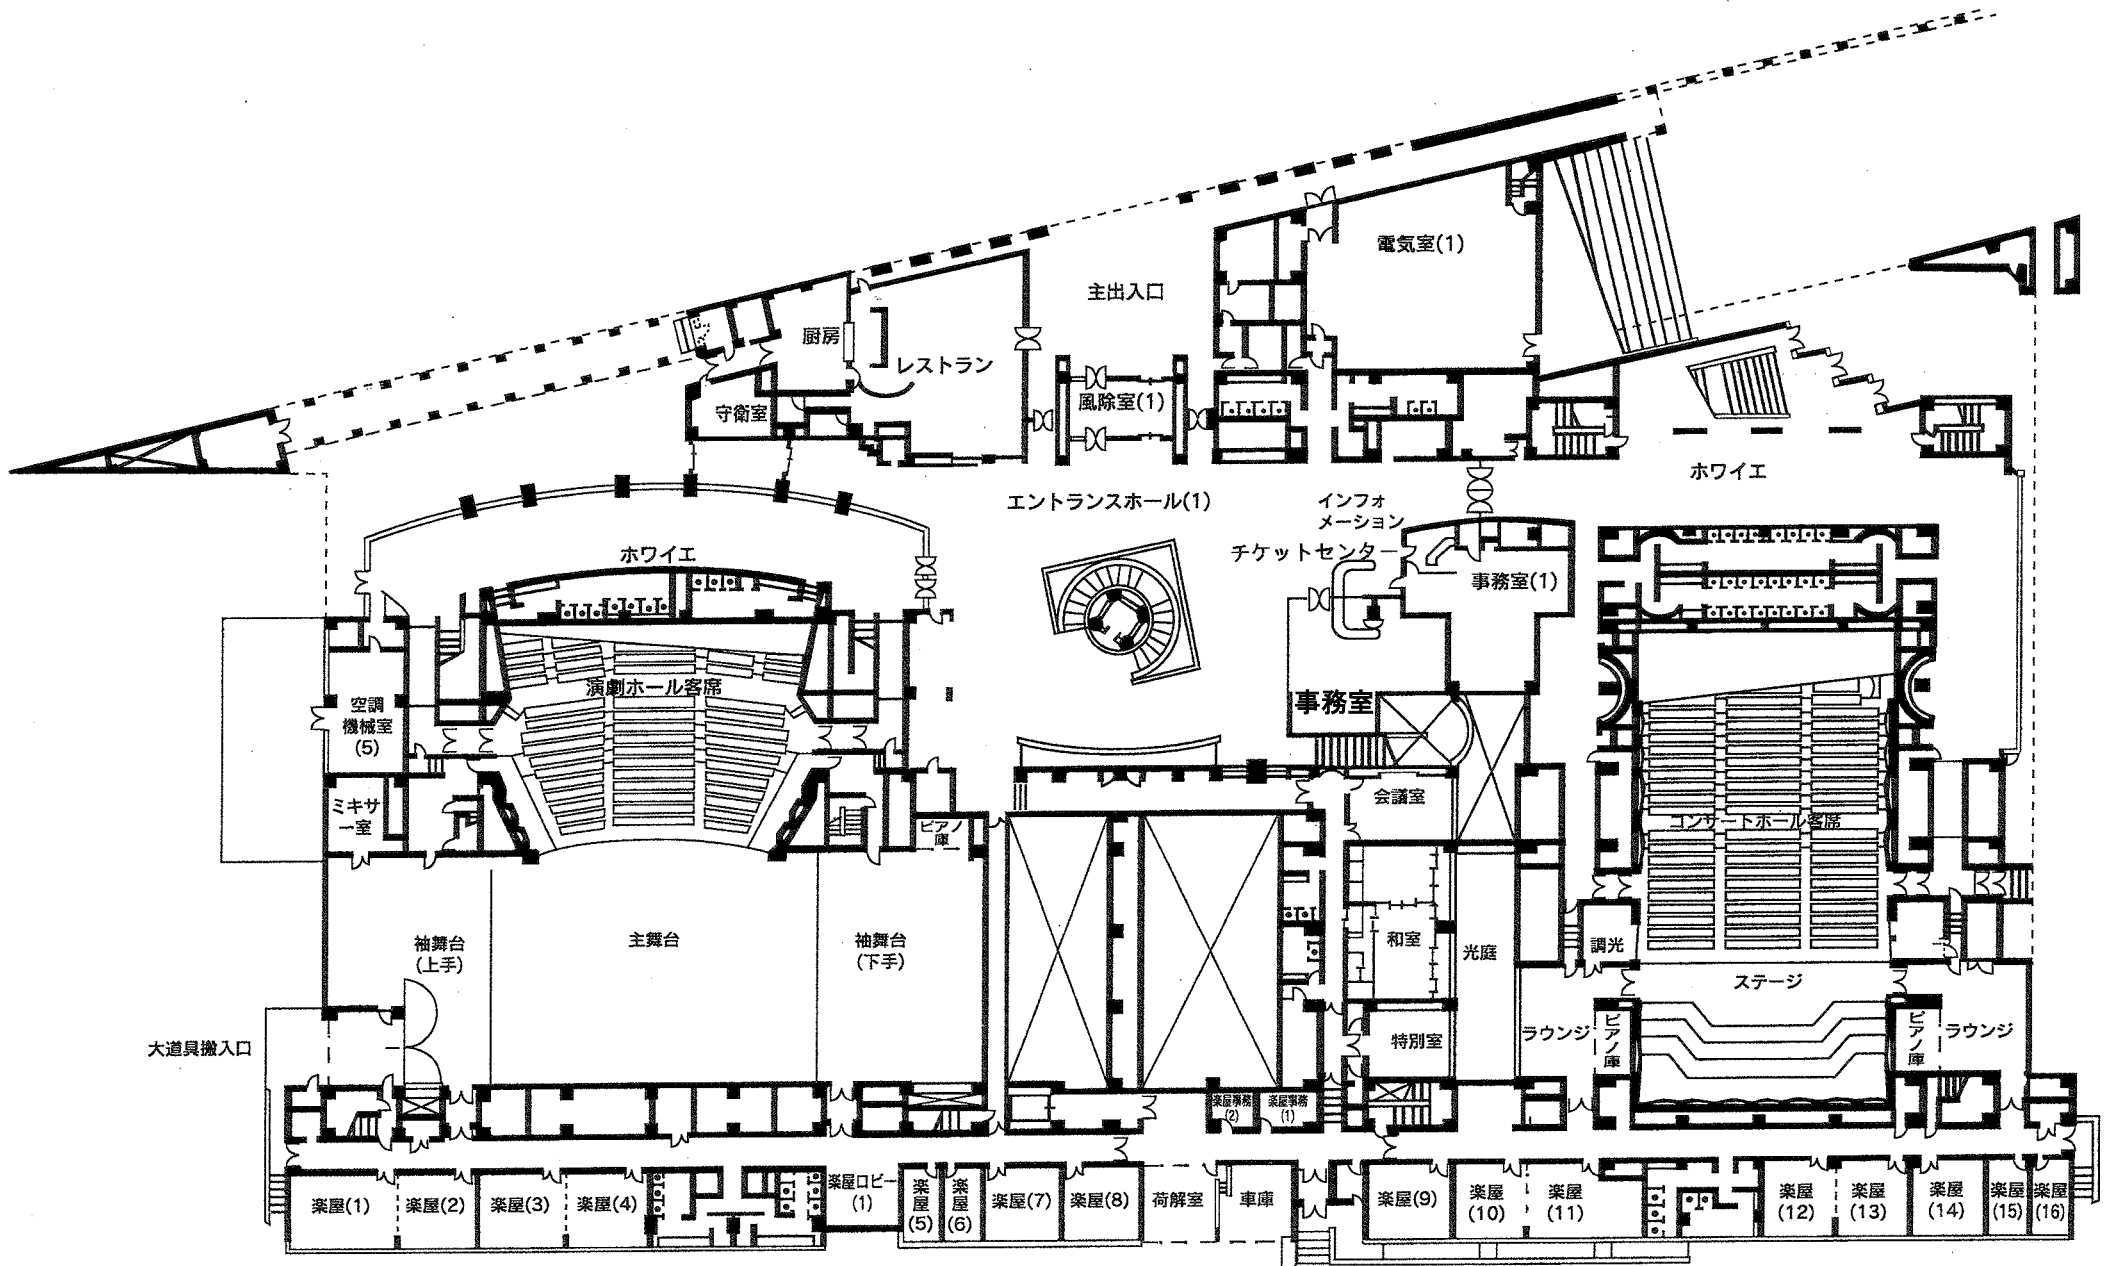 電気室(1)
主出入口
厨房
レストラン
風除室(1)
守衛室
ホワイエ
エントランスホール(1)
インフォ
メーション
チケットセンター
ホワイエ
事務室(1)
演劇ホール客席
事務室
空調
機械室
(5)
ミキサ
ー室
会議室
ピアノ
庫
コンサートホール客席
袖舞台
(上手)
主舞台
袖舞台
(下手)
和室
光庭
調光
ステージ
大道具搬入口
特別室
ラウンジ
ピアノ庫
ピアノ庫
ラウンジ
楽屋事務
(2)
楽屋事務
(1)
楽屋(1)
楽屋(2)
楽屋(3)
楽屋(4)
楽屋ロビー
(1)
楽屋
(5)
楽屋
(6)
楽屋(7)
楽屋(8)
荷解室
車庫
楽屋(9)
楽屋
(10)
楽屋
(11)
楽屋
(12)
楽屋
(13)
楽屋
(14)
楽屋
(15)
楽屋
(16)